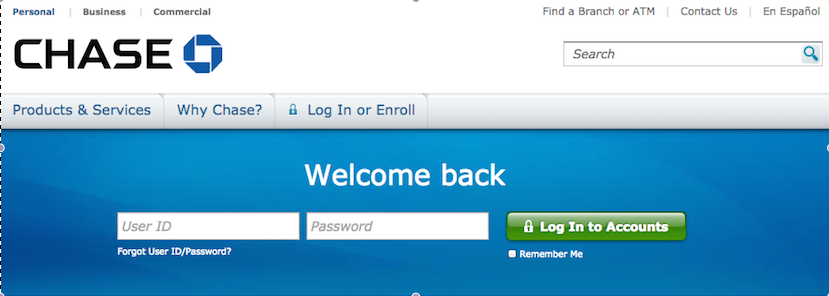 Personal | Business | Commercial
Find a Branch or ATM | Contact Us | En Español
CHASE
Search
Products & Services
Why Chase?
Log In or Enroll
Welcome back
User ID
Password
Log In to Accounts
Forgot User ID/Password?
Remember Me